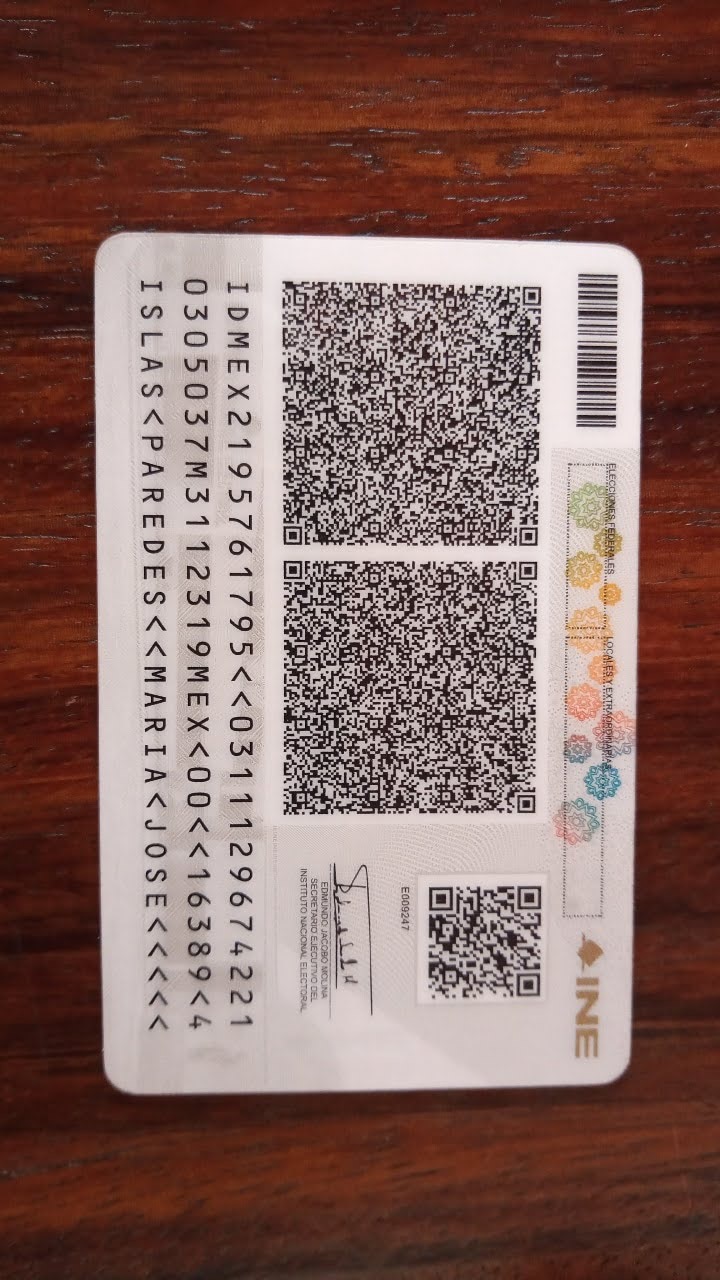 ELECCIONES FEDERALES
LOCALES Y EXTRAORDINARIAS
INE
E009247
EDMUNDO JACOBO MOLINA
SECRETARIO EJECUTIVO DEL
INSTITUTO NACIONAL ELECTORAL
IDMEX2195761795<<0311129674221
0305037M3112319MEX<00<<16389<4
ISLAS<PAREDES<<MARIA<JOSE<<<<<